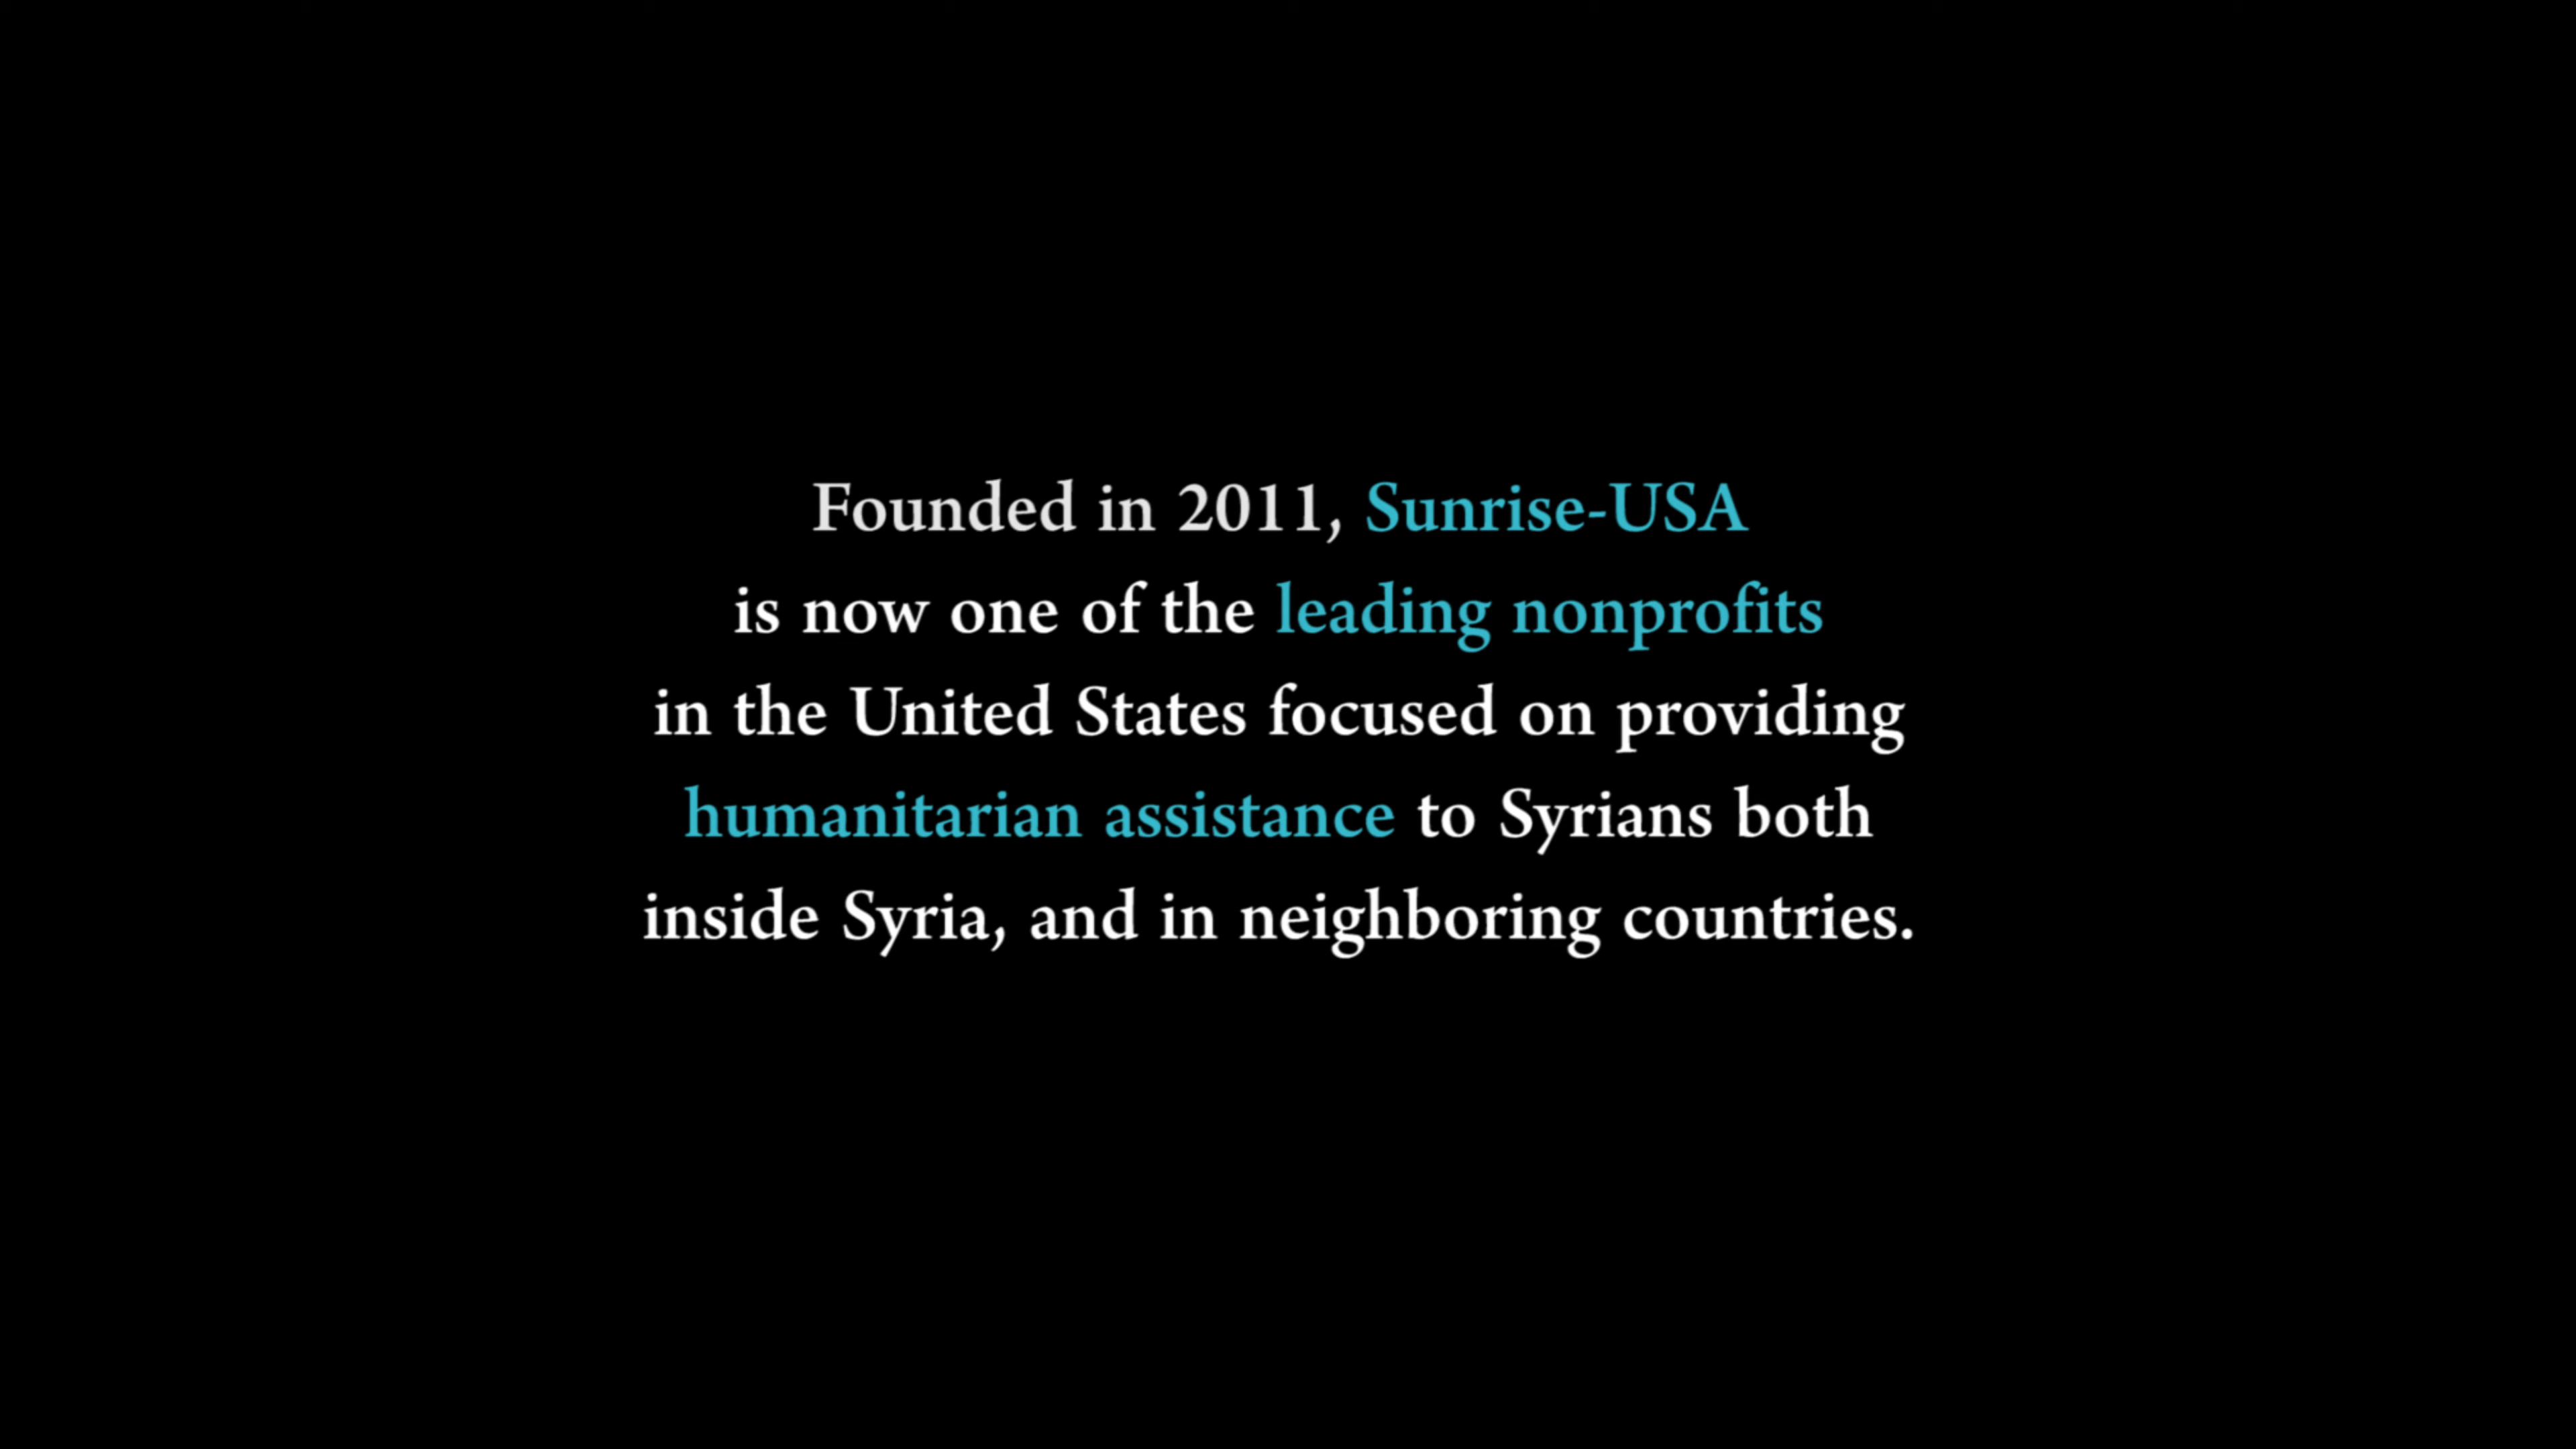 Founded in 2011, Sunrise-USA
is now one of the leading nonprofits
in the United States focused on providing
humanitarian assistance to Syrians both
inside Syria, and in neighboring countries.